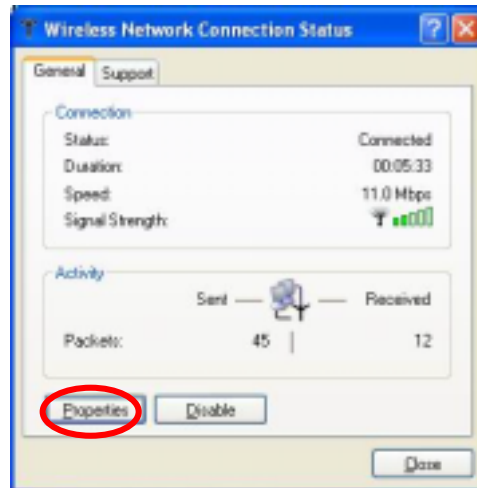 Wireless Network Connection Status
General Support
Connection
Status: Connected
Duration: 00:05:33
Speed: 11.0 Mbps
Signal Strength:
Activity
Sent Received
Packets: 45 12
Properties Disable
Close